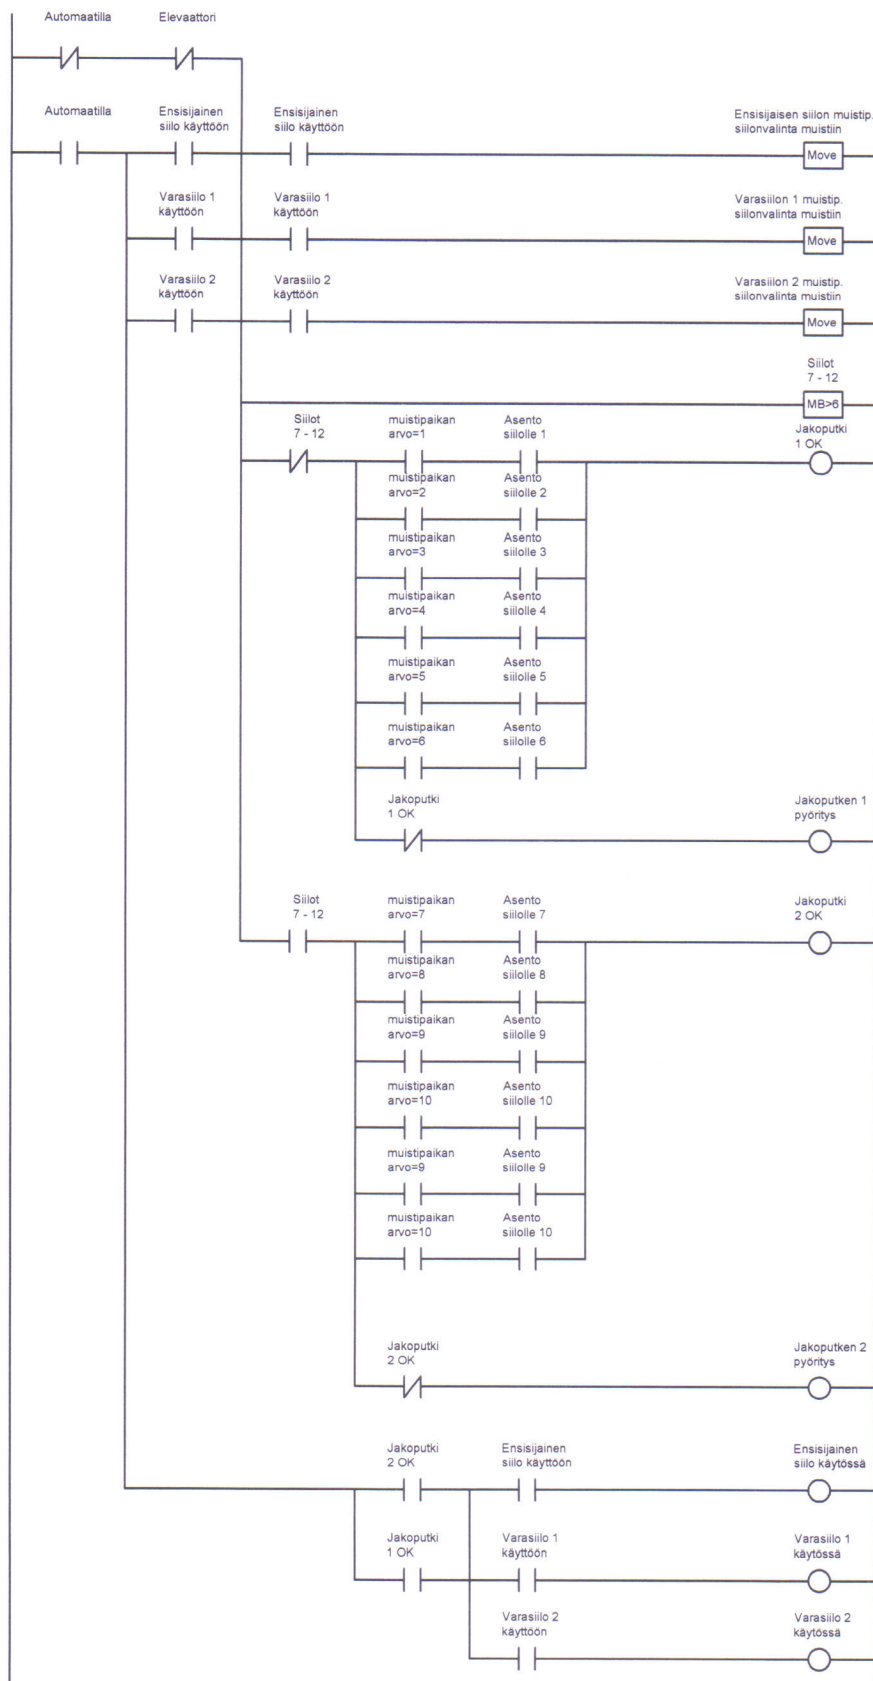 Automaatilla
Elevaattori
Automaatilla
Ensisijainen
siilo käyttöön
Ensisijainen
siilo käyttöön
Ensisijaisen siilon muistip.
siilonvalinta muistiin
Move
Varasiilo 1
käyttöön
Varasiilo 1
käyttöön
Varasiilon 1 muistip.
siilonvalinta muistiin
Move
Varasiilo 2
käyttöön
Varasiilo 2
käyttöön
Varasiilon 2 muistip.
siilonvalinta muistiin
Move
Siilot
7 - 12
MB>6
Siilot
7 - 12
muistipaikan
arvo=1
Asento
siilolle 1
Jakoputki
1 OK
muistipaikan
arvo=2
Asento
siilolle 2
muistipaikan
arvo=3
Asento
siilolle 3
muistipaikan
arvo=4
Asento
siilolle 4
muistipaikan
arvo=5
Asento
siilolle 5
muistipaikan
arvo=6
Asento
siilolle 6
Jakoputki
1 OK
Jakoputken 1
pyöritys
Siilot
7 - 12
muistipaikan
arvo=7
Asento
siilolle 7
Jakoputki
2 OK
muistipaikan
arvo=8
Asento
siilolle 8
muistipaikan
arvo=9
Asento
siilolle 9
muistipaikan
arvo=10
Asento
siilolle 10
muistipaikan
arvo=9
Asento
siilolle 9
muistipaikan
arvo=10
Asento
siilolle 10
Jakoputki
2 OK
Jakoputken 2
pyöritys
Jakoputki
2 OK
Ensisijainen
siilo käyttöön
Ensisijainen
siilo käytössä
Jakoputki
1 OK
Varasiilo 1
käyttöön
Varasiilo 1
käytössä
Varasiilo 2
käyttöön
Varasiilo 2
käytössä